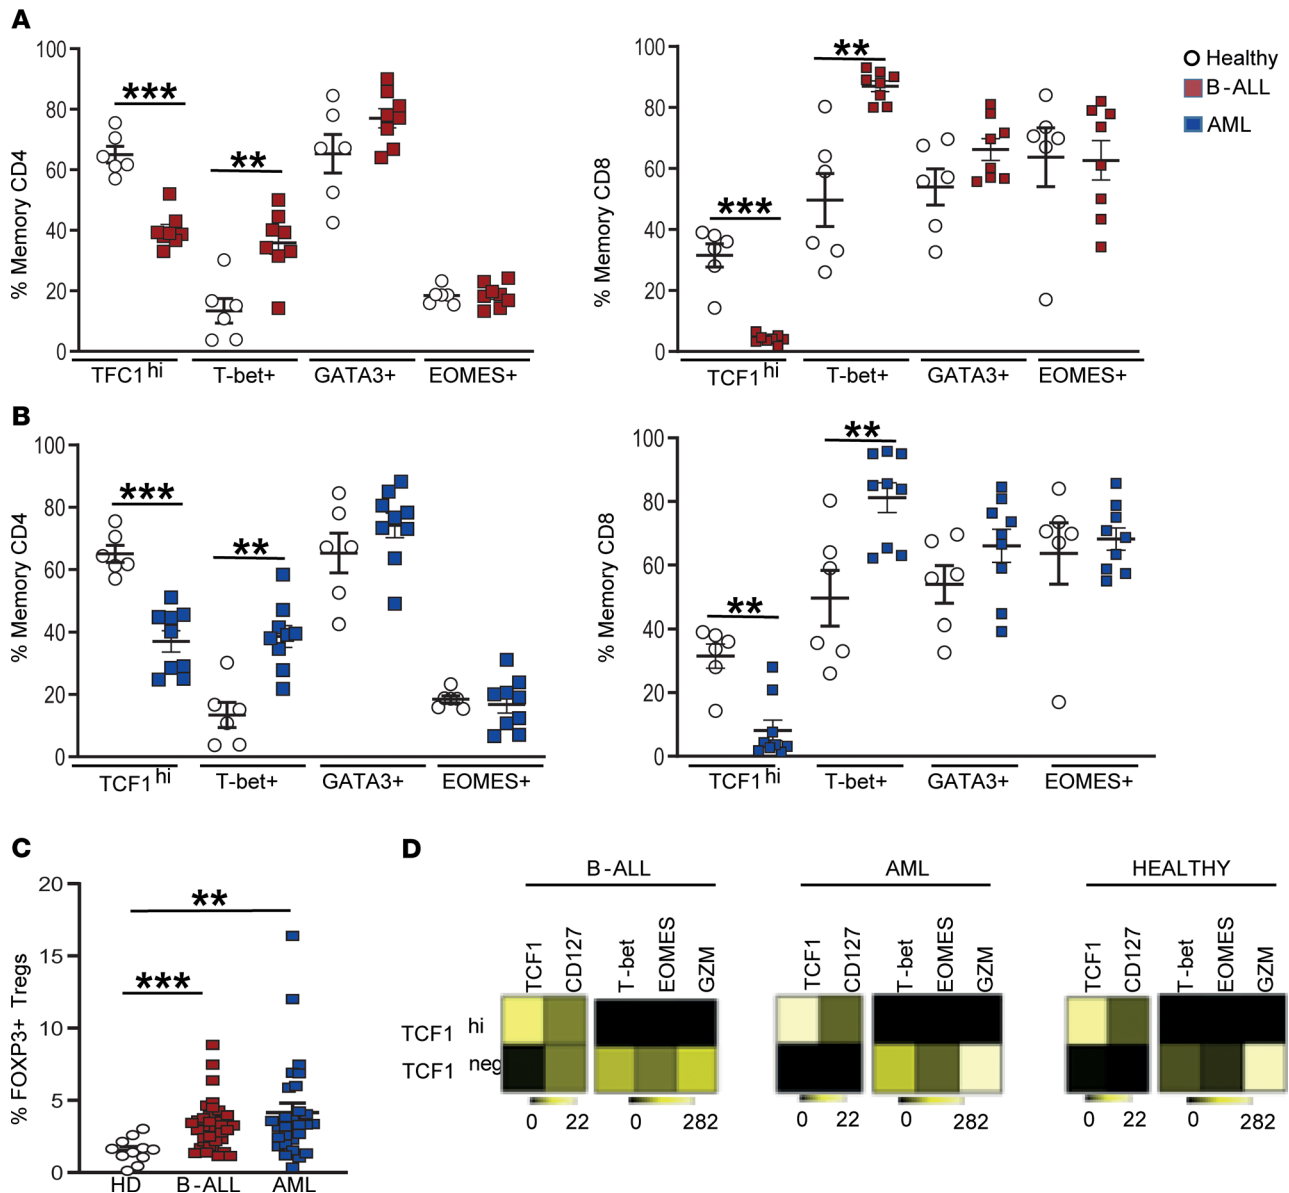 A
100
80
60
40
20
0
% Memory CD4
***
**
TFC1 hi
T-bet+
GATA3+
EOMES+
100
80
60
40
20
0
% Memory CD8
***
**
TCF1 hi
T-bet+
GATA3+
EOMES+
Healthy
B-ALL
AML
B
100
80
60
40
20
0
% Memory CD4
***
**
TCF1 hi
T-bet+
GATA3+
EOMES+
100
80
60
40
20
0
% Memory CD8
**
**
TCF1 hi
T-bet+
GATA3+
EOMES+
C
20
15
10
5
0
% FOXP3+ Tregs
***
**
HD
B-ALL
AML
D
B-ALL
AML
HEALTHY
TCF1
CD127
T-bet
EOMES
GZM
TCF1
CD127
T-bet
EOMES
GZM
TCF1
CD127
T-bet
EOMES
GZM
TCF1 hi
TCF1 neg
0 22
0 282
0 22
0 282
0 22
0 282